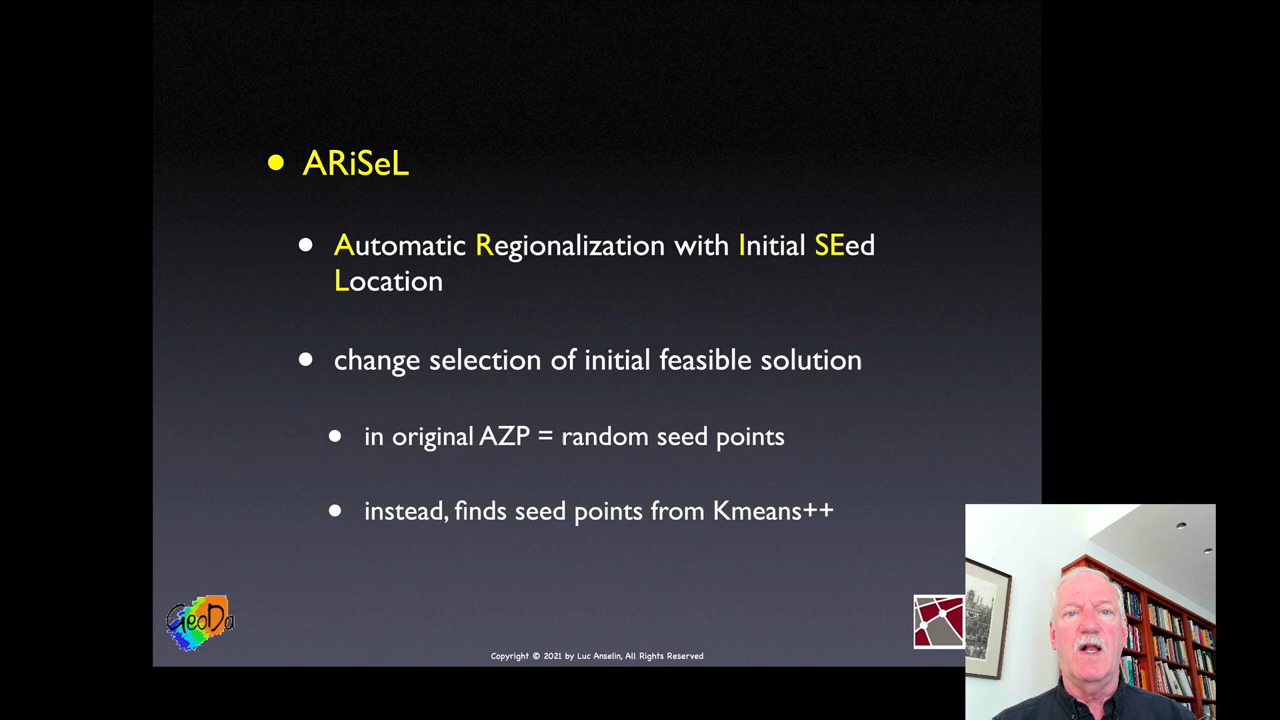 ARiSeL
Automatic Regionalization with Initial SEed
Location
change selection of initial feasible solution
in original AZP = random seed points
instead, finds seed points from Kmeans++
GeoDa
Copyright © 2021 by Luc Anselin, All Rights Reserved